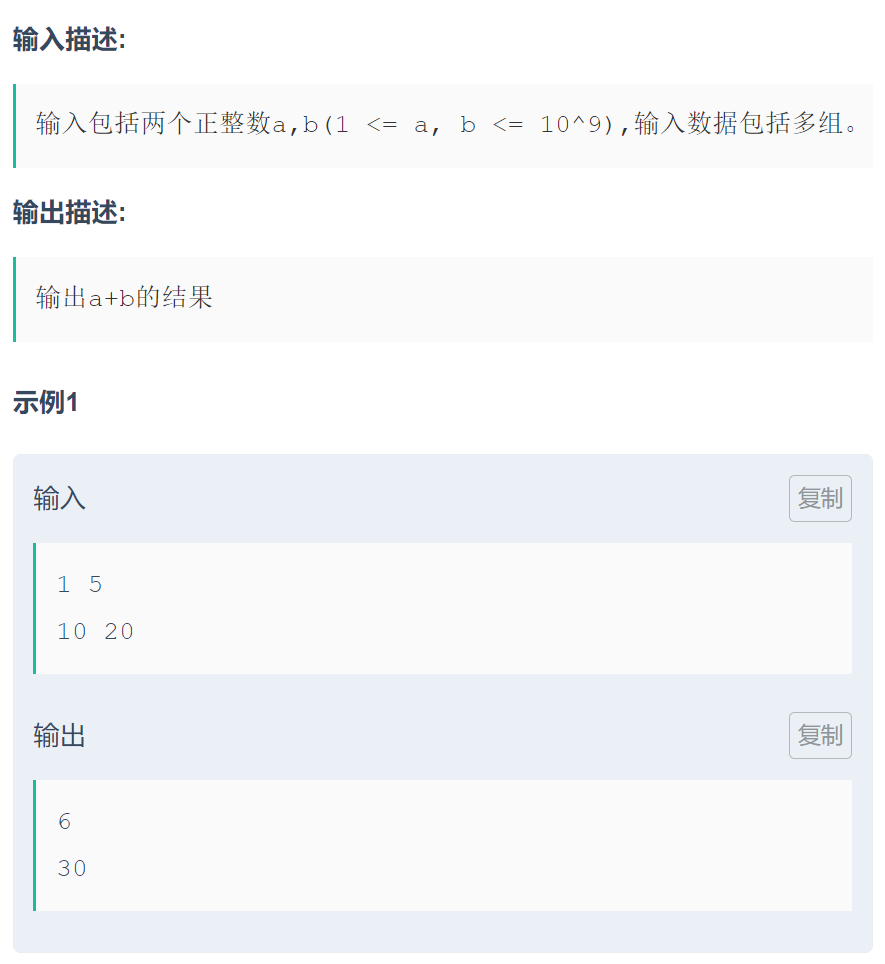 输入描述:
输入包括两个正整数a,b(1 <= a, b <= 10^9),输入数据包括多组。
输出描述:
输出a+b的结果
示例1
输入
复制
1 5
10 20
输出
复制
6
30